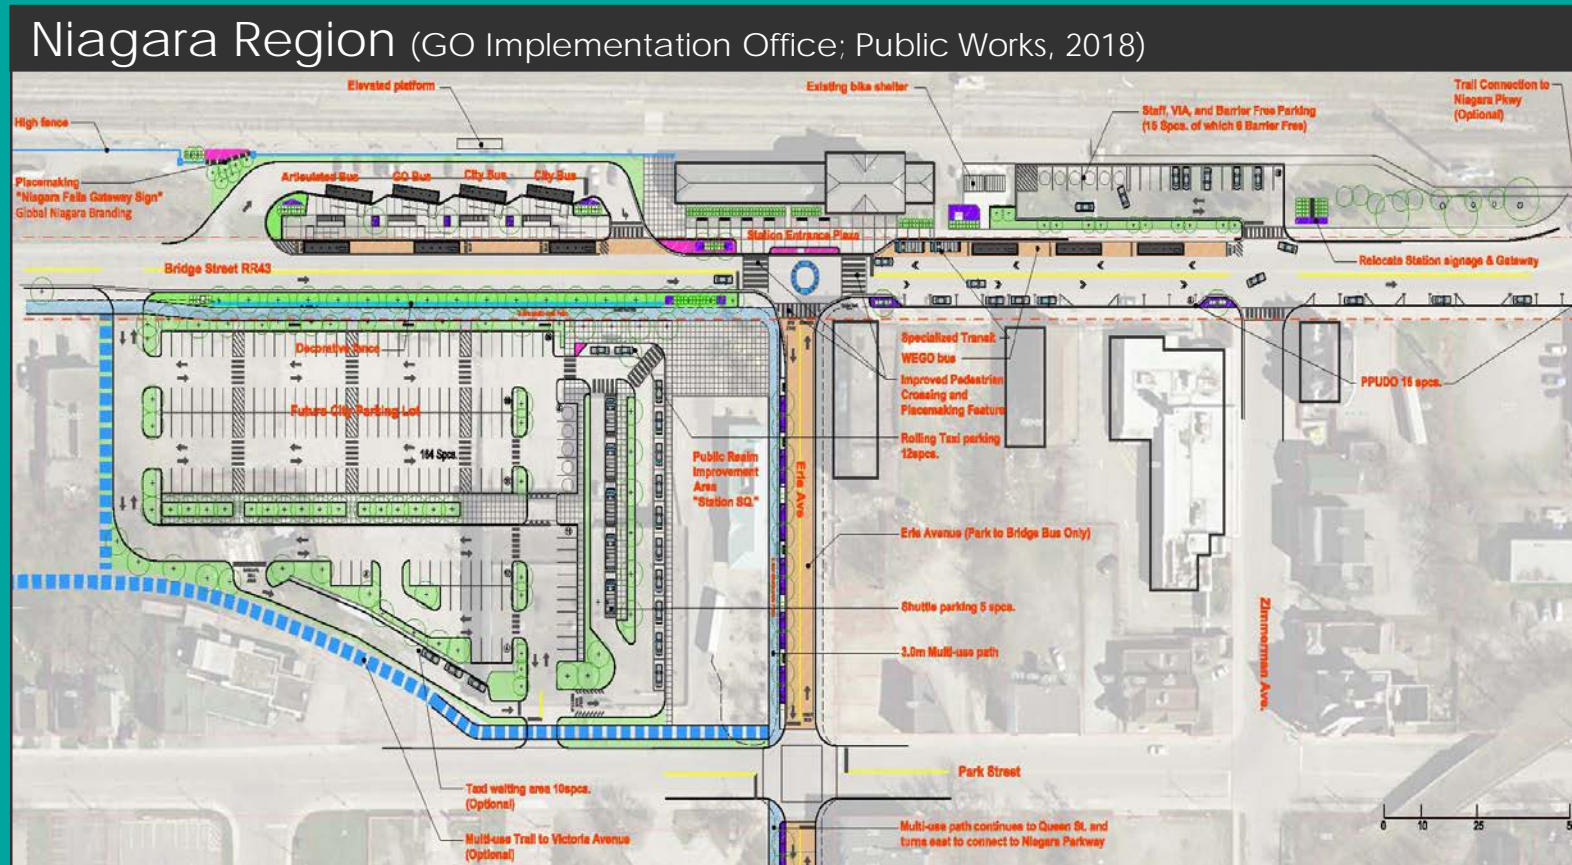 Niagara Region (GO Implementation Office; Public Works, 2018)
Elevated platform
Existing bike shelter
Trail Connection to
Niagara Pkwy
(Optional)
Staff, VIA, and Barrier Free Parking
(15 Spcs. of which 6 Barrier Free)
High fence
Placemaking
"Niagara Falls Gateway Sign"
Global Niagara Branding
Articulated Bus
GO Bus
City Bus
City Bus
Station Entrance Plaza
Bridge Street RR43
Relocate Station signage & Gateway
Decorative fence
Specialized Transit
WEGO bus
Improved Pedestrian
Crossing and
Placemaking Feature
PPUDO 15 spcs.
Future City Parking Lot
164 Spcs.
Rolling Taxi parking
12spcs.
Public Realm
Improvement
Area
"Station SQ."
Erie Ave
Erie Avenue (Park to Bridge Bus Only)
Shuttle parking 5 spcs.
3.0m Multi-use path
Zimmerman Ave.
Park Street
Taxi waiting area 10spcs.
(Optional)
Multi-use Trail to Victoria Avenue
(Optional)
Multi-use path continues to Queen St. and
turns east to connect to Niagara Parkway
0 10 25